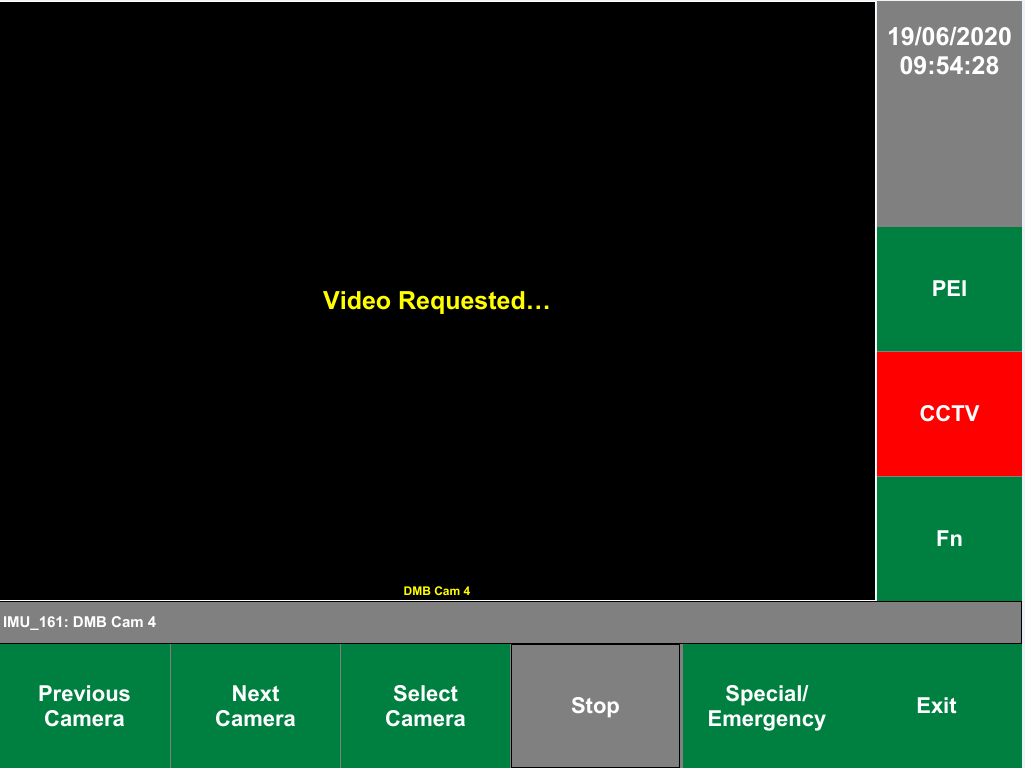 19/06/2020
09:54:28
Video Requested…
PEI
CCTV
Fn
DMB Cam 4
IMU_161: DMB Cam 4
Previous
Camera
Next
Camera
Select
Camera
Stop
Special/
Emergency
Exit